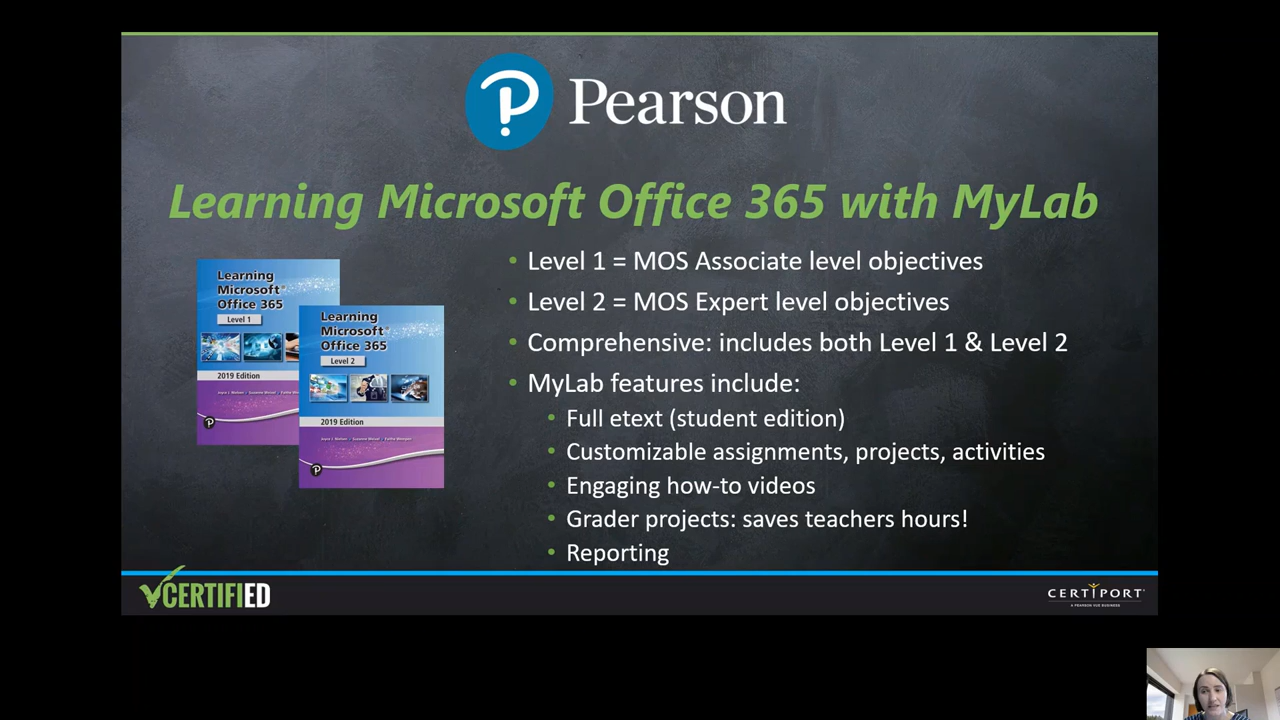 Pearson
Learning Microsoft Office 365 with MyLab
Learning
Microsoft
Office 365
Level 1
2019 Edition
Learning
Microsoft
Office 365
Level 2
2019 Edition
• Level 1 = MOS Associate level objectives
• Level 2 = MOS Expert level objectives
• Comprehensive: includes both Level 1 & Level 2
• MyLab features include:
• Full etext (student edition)
• Customizable assignments, projects, activities
• Engaging how-to videos
• Grader projects: saves teachers hours!
• Reporting
CERTIFIED
CERTIPORT
A PEARSON VUE BUSINESS